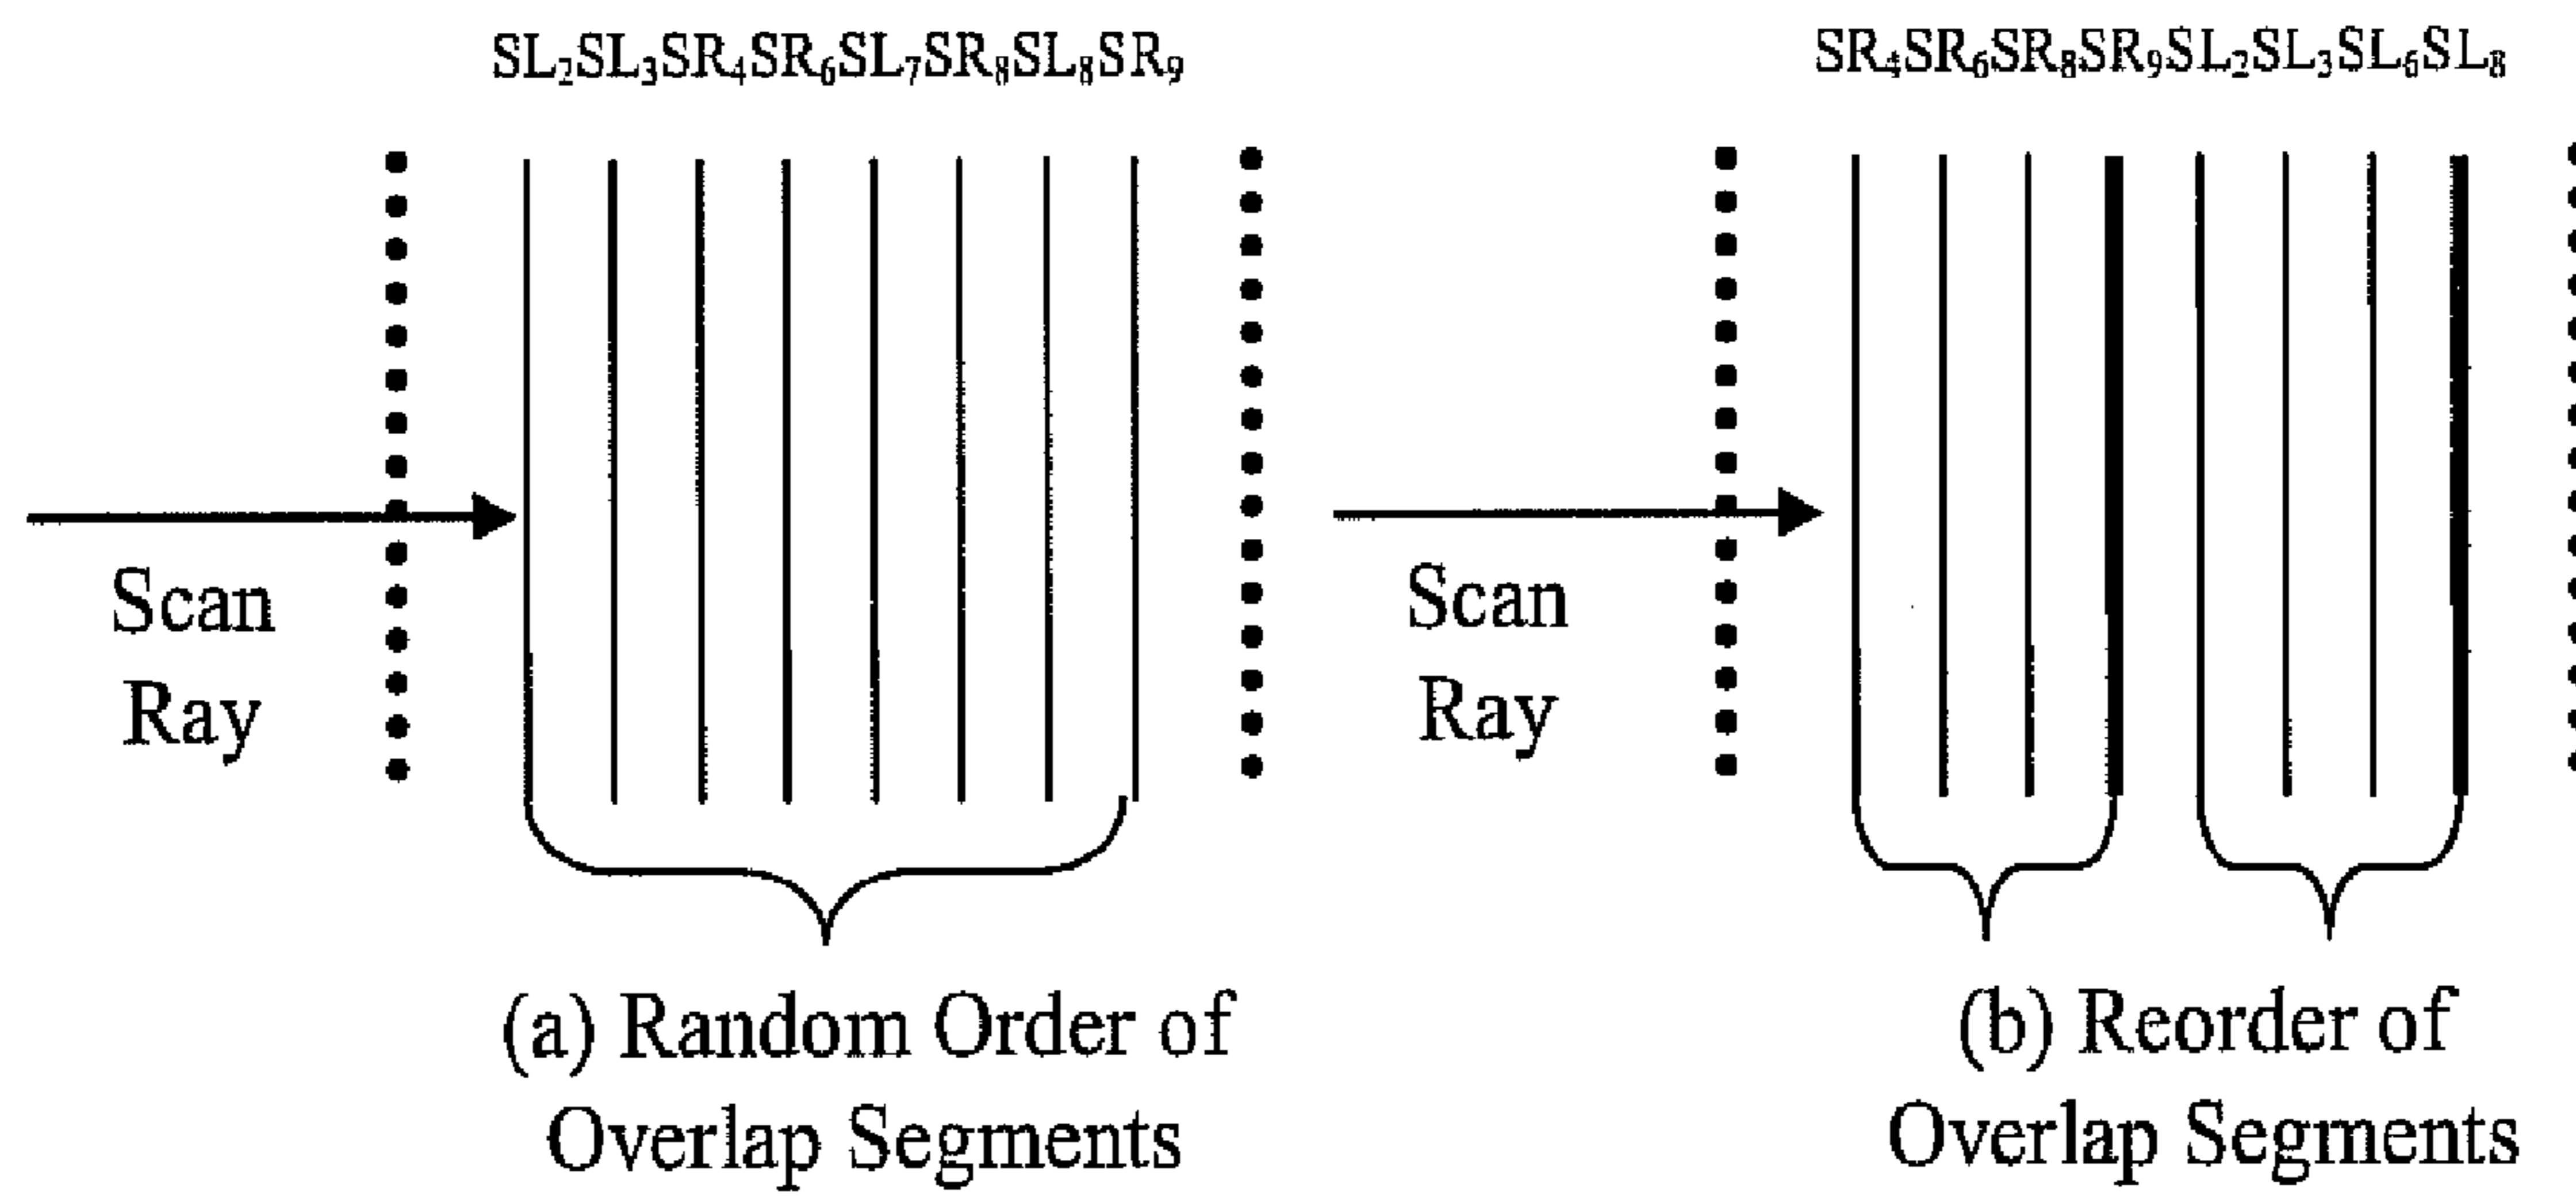 SL₂SL₃SR₄SR₆SL₇SR₈SL₈SR₉
SR₄SR₆SR₈SR₉SL₂SL₃SL₆SL₈
Scan
Ray
Scan
Ray
(a) Random Order of
Overlap Segments
(b) Reorder of
Overlap Segments